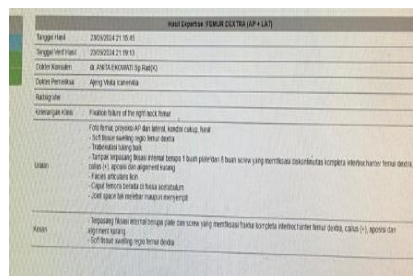 Hasil Expertise FEMUR DEXTRA (AP + LAT)
Tanggal Hasil 23/09/2024 21:15:45
Tanggal Verif Hasil 23/09/2024 21:19:13
Dokter Konsulen dr. ANITA EKOWATI Sp.Rad(K)
Dokter Pemeriksa Ajeng Viska Icanervilia
Radiografer
Keterangan Klinis Fixation failure of the right neck femur
Foto femur, proyeksi AP dan lateral, kondisi cukup, hasil
- Soft tissue swelling regio femur dextra
- Trabekulasi tulang baik
Uraian - Tampak terpasang fiksasi internal berupa 1 buah plate dan 8 buah screw yang memfiksasi diskontinuitas kompleta interthochanter femur dextra,
callus (+), aposisi dan alignment kurang
- Facies articularis licin
- Caput femoris berada di fossa acetabulum
- Joint space tak melebar maupun menyempit
- Terpasang fiksasi internal berupa plate dan screw yang memfiksasi fraktur kompleta interthochanter femur dextra, callus (+), aposisi dan
Kesan alignment kurang
- Soft tissue swelling regio femur dextra